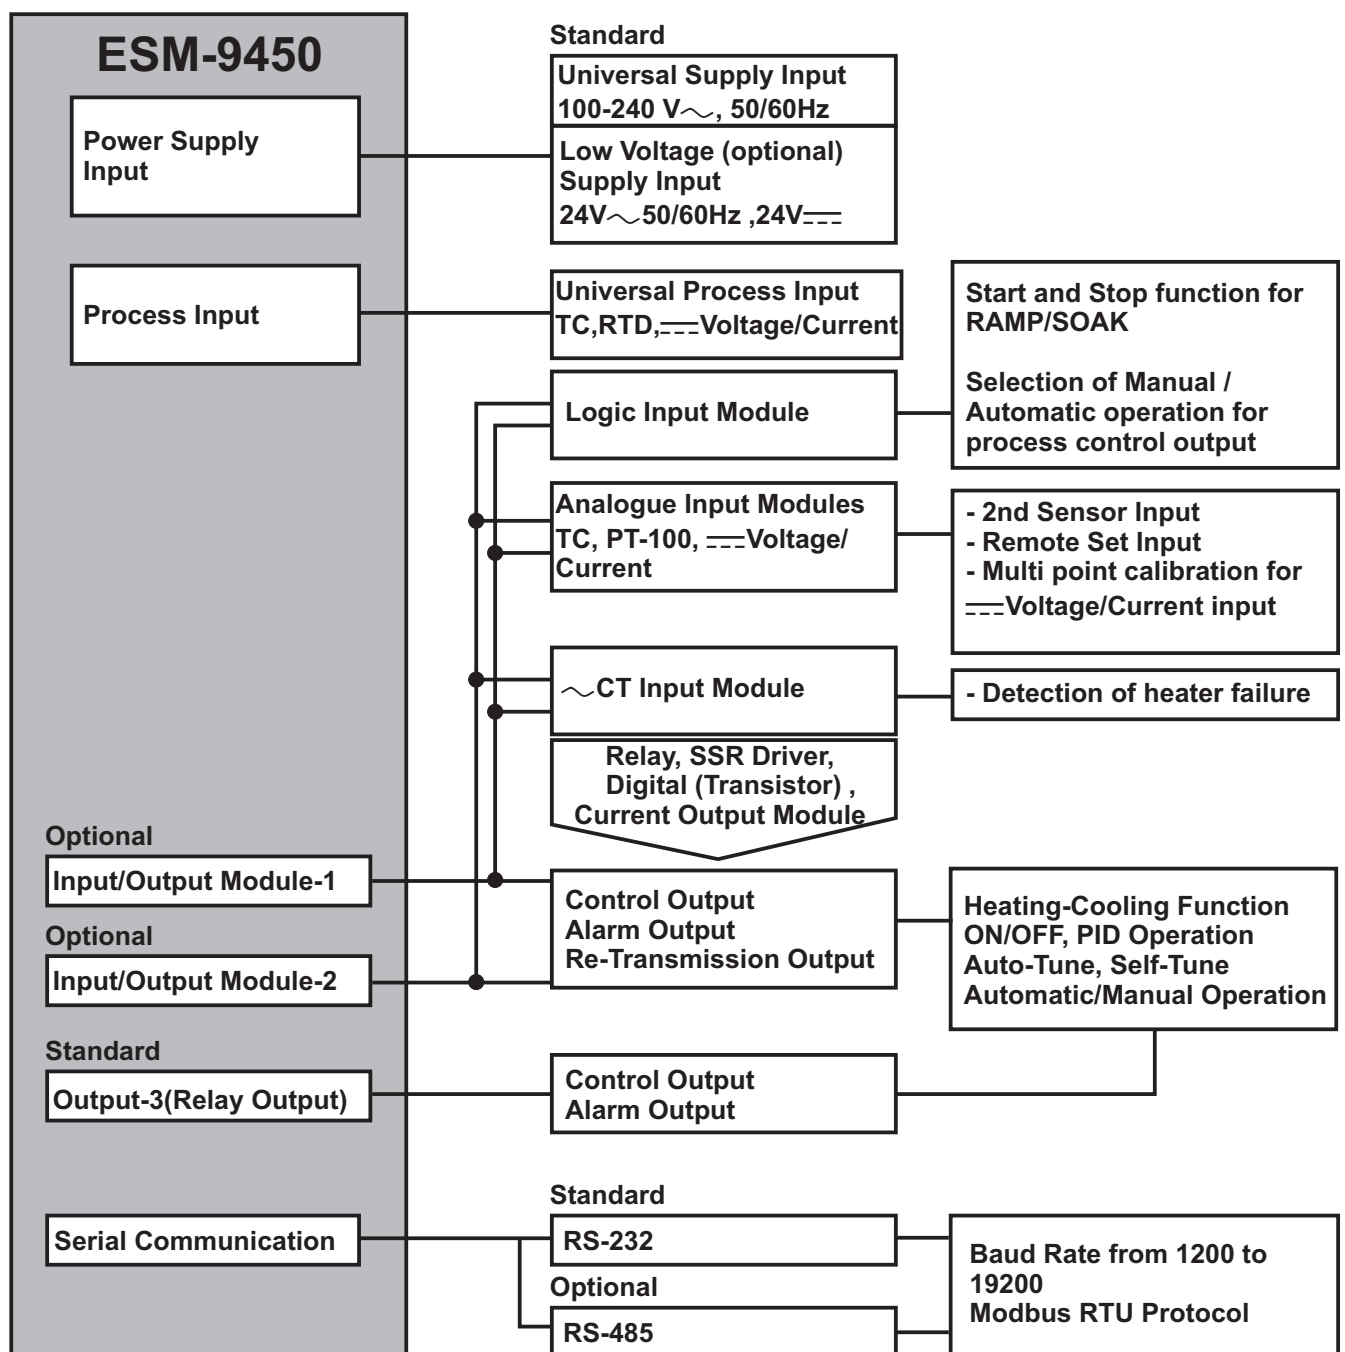 ESM-9450
Power Supply
Input
Standard
Universal Supply Input
100-240 V～, 50/60Hz
Low Voltage (optional)
Supply Input
24V～50/60Hz ,24V⎓
Process Input
Universal Process Input
TC,RTD,⎓Voltage/Current
Logic Input Module
Start and Stop function for
RAMP/SOAK
Selection of Manual /
Automatic operation for
process control output
Analogue Input Modules
TC, PT-100, ⎓Voltage/
Current
- 2nd Sensor Input
- Remote Set Input
- Multi point calibration for
⎓Voltage/Current input
～CT Input Module
- Detection of heater failure
Relay, SSR Driver,
Digital (Transistor) ,
Current Output Module
Optional
Input/Output Module-1
Optional
Input/Output Module-2
Control Output
Alarm Output
Re-Transmission Output
Heating-Cooling Function
ON/OFF, PID Operation
Auto-Tune, Self-Tune
Automatic/Manual Operation
Standard
Output-3(Relay Output)
Control Output
Alarm Output
Serial Communication
Standard
RS-232
Optional
RS-485
Baud Rate from 1200 to
19200
Modbus RTU Protocol